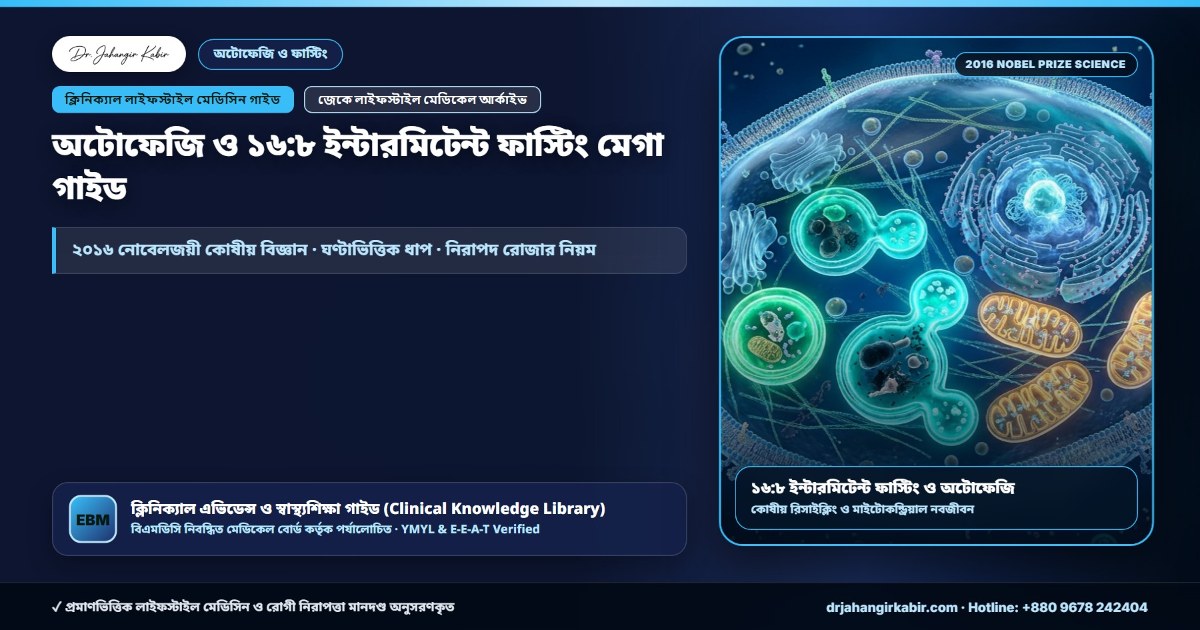 Dr. Jahangir Kabir
অটোফেজি ও ফাস্টিং
ক্লিনিক্যাল লাইফস্টাইল মেডিসিন গাইড
জেকে লাইফস্টাইল মেডিকেল আর্কাইভ
অটোফেজি ও ১৬:৮ ইন্টারমিটেন্ট ফাস্টিং মেগা
গাইড
২০১৬ নোবেলজয়ী কোষীয় বিজ্ঞান · ঘণ্টাভিত্তিক ধাপ · নিরাপদ রোজার নিয়ম
EBM
ক্লিনিক্যাল এভিডেন্স ও স্বাস্থ্যশিক্ষা গাইড (Clinical Knowledge Library)
বিএমডিসি নিবন্ধিত মেডিকেল বোর্ড কর্তৃক পর্যালোচিত · YMYL & E-E-A-T Verified
2016 NOBEL PRIZE SCIENCE
১৬:৮ ইন্টারমিটেন্ট ফাস্টিং ও অটোফেজি
কোষীয় রিসাইক্লিং ও মাইটোকন্ড্রিয়াল নবজীবন
✓ প্রমাণভিত্তিক লাইফস্টাইল মেডিসিন ও রোগী নিরাপত্তা মানদণ্ড অনুসরণকৃত
drjahangirkabir.com · Hotline: +880 9678 242404